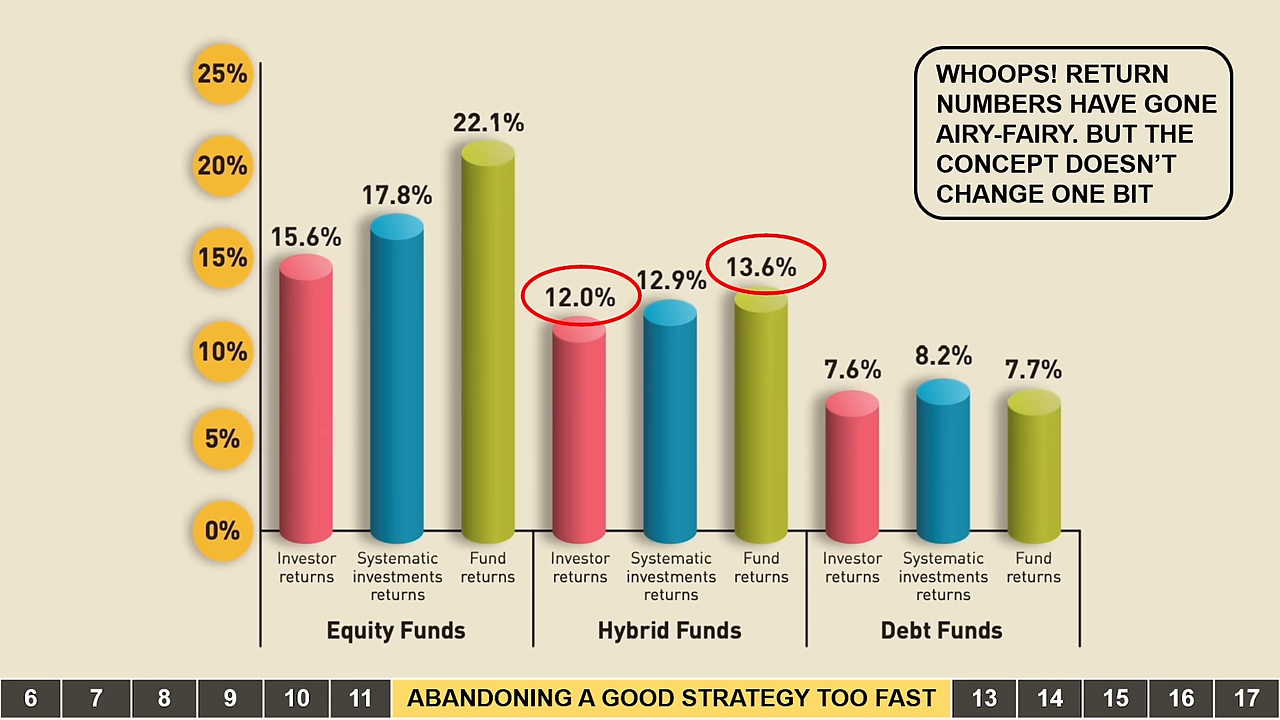 WHOOPS! RETURN
NUMBERS HAVE GONE
AIRY-FAIRY. BUT THE
CONCEPT DOESN'T
CHANGE ONE BIT
25%
20%
15%
10%
5%
0%
15.6%
17.8%
22.1%
12.0%
12.9%
13.6%
7.6%
8.2%
7.7%
Investor
returns
Systematic
investments
returns
Fund
returns
Investor
returns
Systematic
investments
returns
Fund
returns
Investor
returns
Systematic
investments
returns
Fund
returns
Equity Funds
Hybrid Funds
Debt Funds
6 7 8 9 10 11 ABANDONING A GOOD STRATEGY TOO FAST 13 14 15 16 17